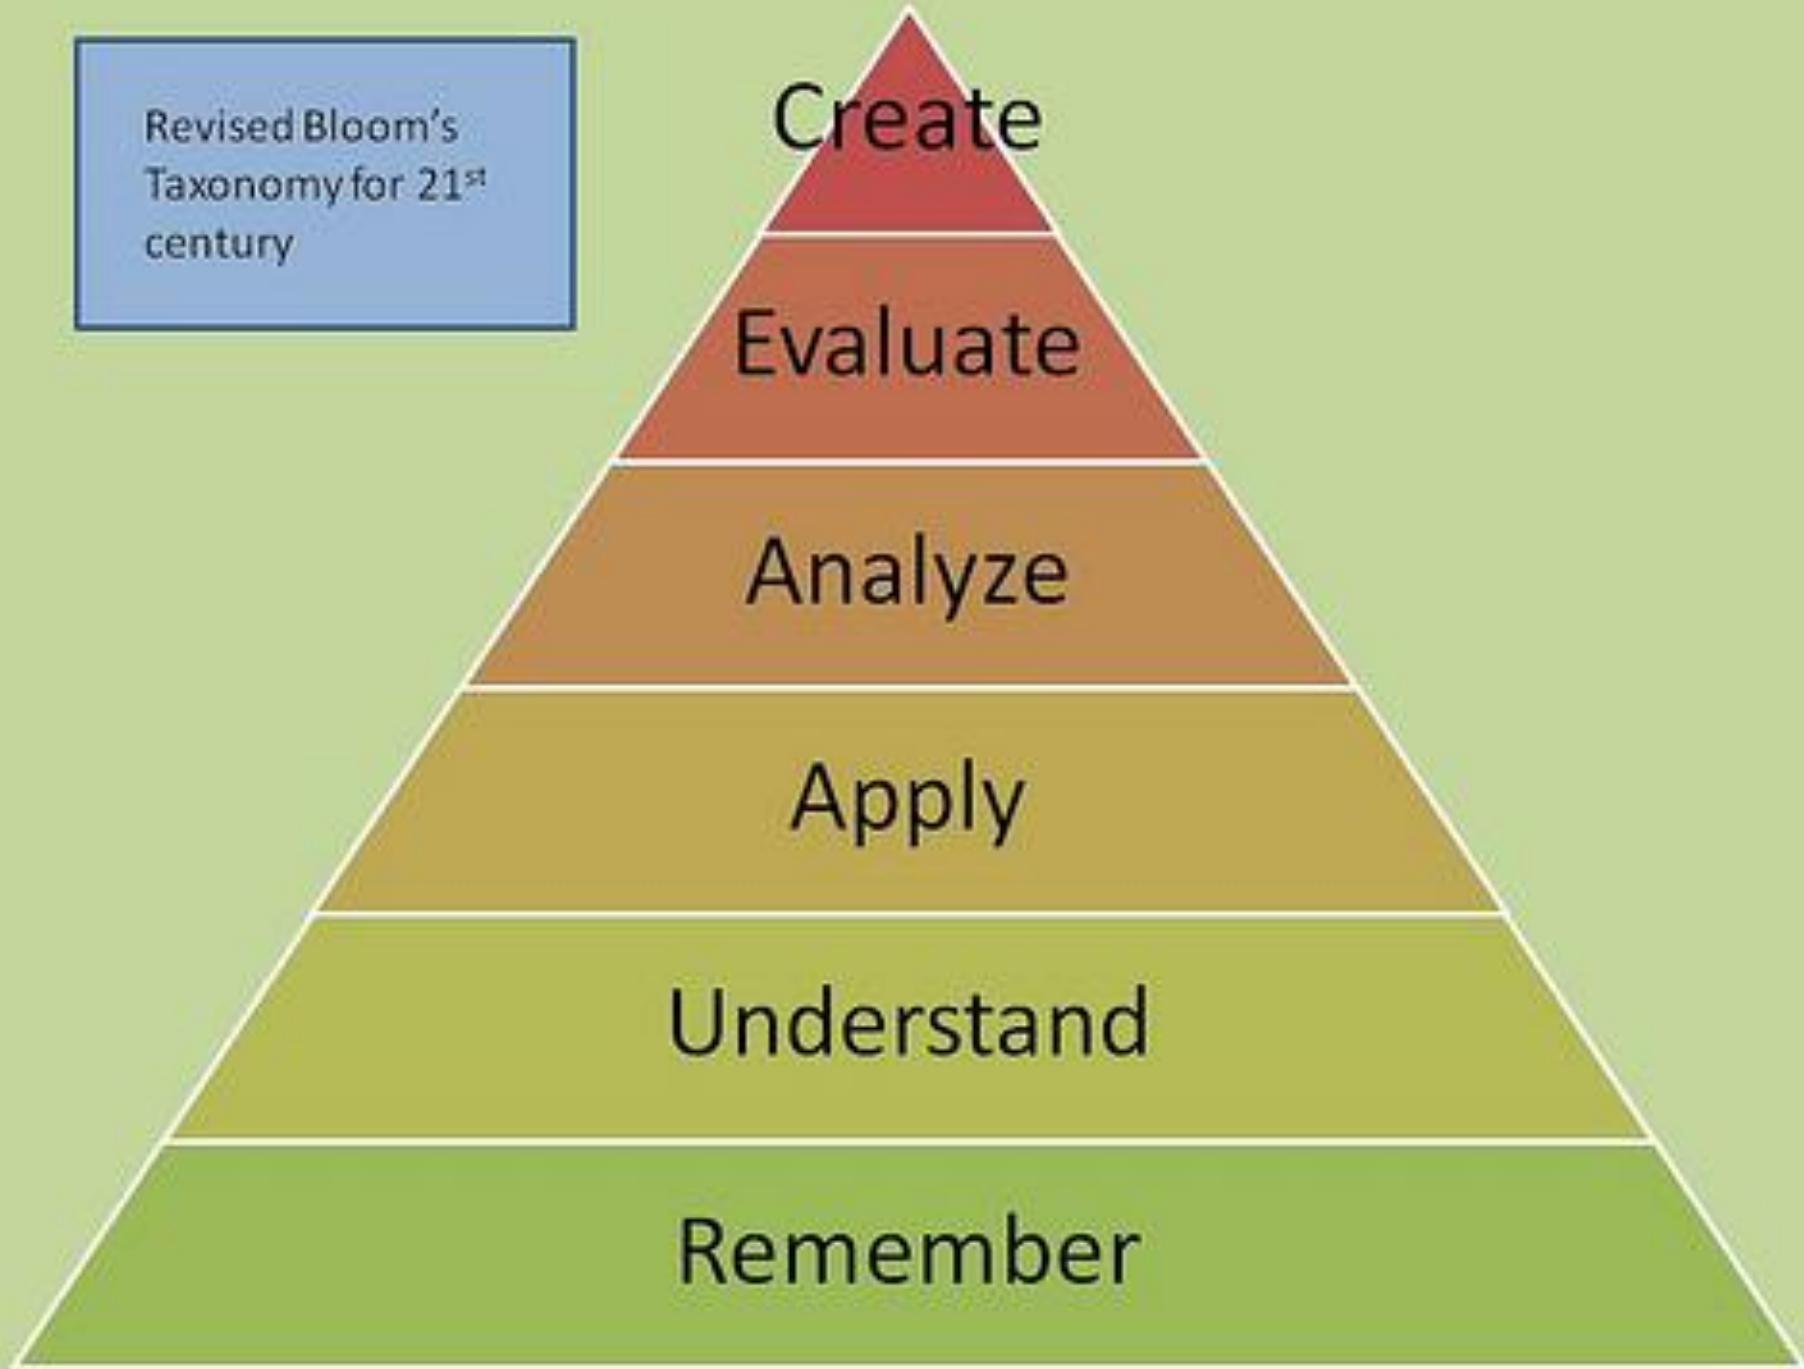 Revised Bloom's
Taxonomy for 21st
century
Create
Evaluate
Analyze
Apply
Understand
Remember